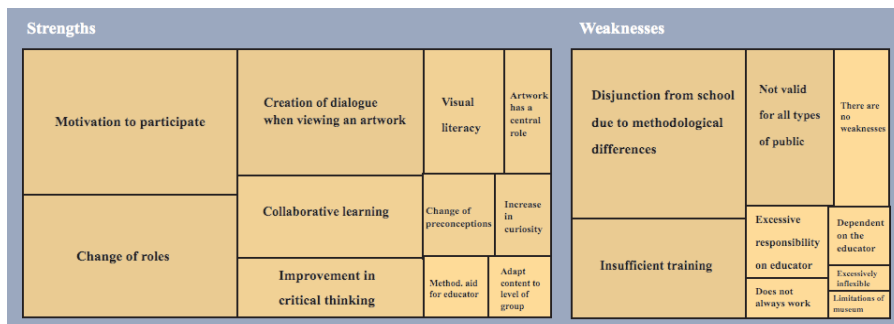 Strengths
Motivation to participate
Change of roles
Creation of dialogue
when viewing an artwork
Collaborative learning
Improvement in
critical thinking
Visual
literacy
Artwork
has a
central
role
Change of
preconceptions
Increase
in
curiosity
Method. aid
for educator
Adapt
content to
level of
group
Weaknesses
Disjunction from school
due to methodological
differences
Insufficient training
Not valid
for all types
of public
There are
no
weaknesses
Excessive
responsibility
on educator
Does not
always work
Dependent
on the
educator
Excessively
inflexible
Limitations of
museum